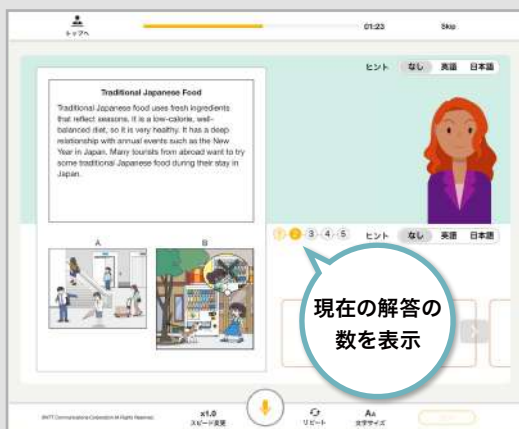 トップへ
01:23
Skip
ヒント なし 英語 日本語
Traditional Japanese Food
Traditional Japanese food uses fresh ingredients
that reflect seasons. It is a low-calorie, well-
balanced diet, so it is very healthy. It has a deep
relationship with annual events such as the New
Year in Japan. Many tourists from abroad want to try
some traditional Japanese food during their stay in
Japan.
A
B
1 2 3 4 5
ヒント なし 英語 日本語
現在の解答の
数を表示
x1.0
スピード変更
リピート
AA
文字サイズ